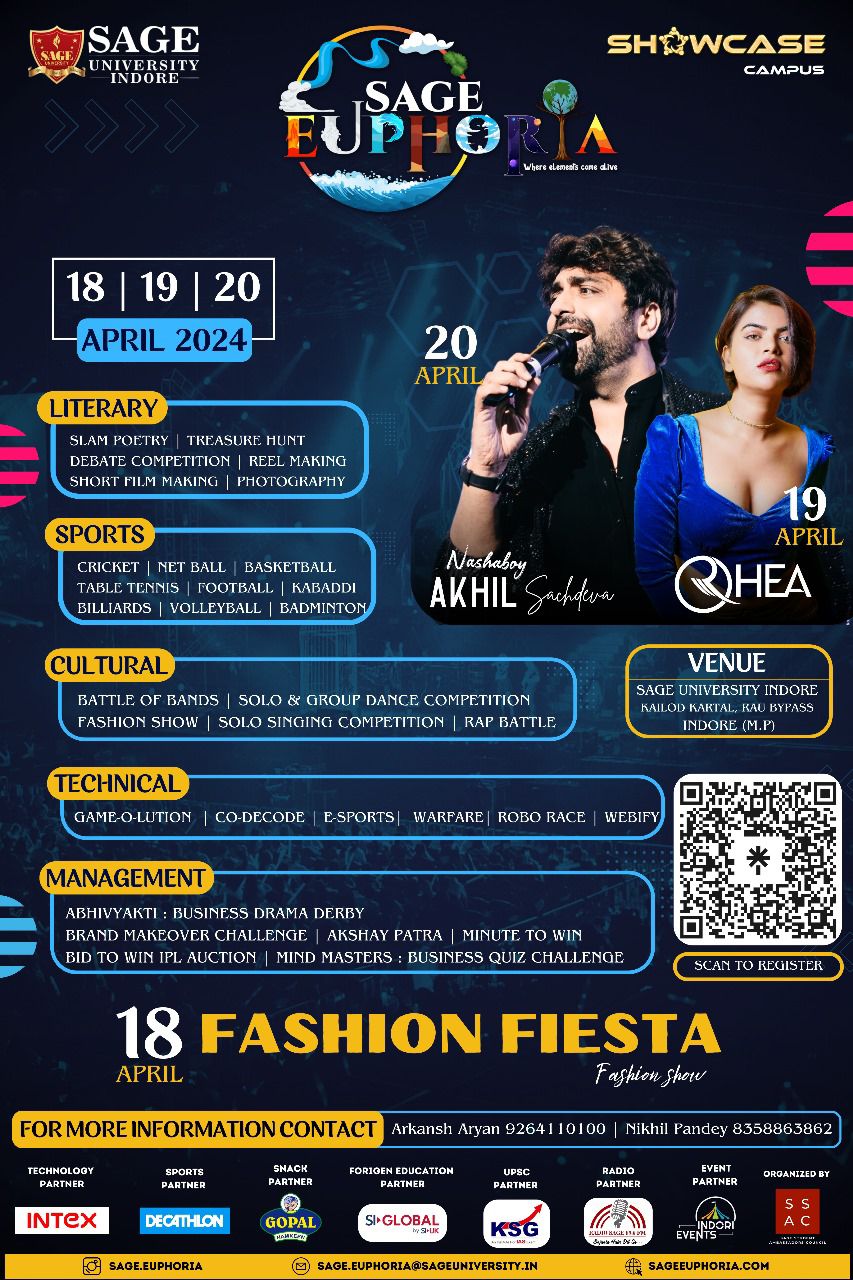 SAGE
UNIVERSITY
INDORE
SAGE
UNIVERSITY
SHOWCASE
CAMPUS
SAGE
EUPHORIA
Where elements come alive
18 | 19 | 20
APRIL 2024
20
APRIL
19
APRIL
Nashaboy
AKHIL Sachdeva
RHEA
LITERARY
SLAM POETRY | TREASURE HUNT
DEBATE COMPETITION | REEL MAKING
SHORT FILM MAKING | PHOTOGRAPHY
SPORTS
CRICKET | NET BALL | BASKETBALL
TABLE TENNIS | FOOTBALL | KABADDI
BILLIARDS | VOLLEYBALL | BADMINTON
CULTURAL
BATTLE OF BANDS | SOLO & GROUP DANCE COMPETITION
FASHION SHOW | SOLO SINGING COMPETITION | RAP BATTLE
VENUE
SAGE UNIVERSITY INDORE
KAILOD KARTAL, RAU BYPASS
INDORE (M.P)
TECHNICAL
GAME-O-LUTION | CO-DECODE | E-SPORTS| WARFARE| ROBO RACE | WEBIFY
MANAGEMENT
ABHIVYAKTI : BUSINESS DRAMA DERBY
BRAND MAKEOVER CHALLENGE | AKSHAY PATRA | MINUTE TO WIN
BID TO WIN IPL AUCTION | MIND MASTERS : BUSINESS QUIZ CHALLENGE
SCAN TO REGISTER
18
APRIL
FASHION FIESTA
Fashion show
FOR MORE INFORMATION CONTACT
Arkansh Aryan 9264110100 | Nikhil Pandey 8358863862
TECHNOLOGY
PARTNER
INTEX
SPORTS
PARTNER
DECATHLON
SNACK
PARTNER
GOPAL
NAMKEEN
FORIGEN EDUCATION
PARTNER
SI-GLOBAL
by SI-UK
UPSC
PARTNER
KSG
RADIO
PARTNER
EVENT
PARTNER
INDORI
EVENTS
ORGANIZED BY
S S
A C
SAGE.EUPHORIA
SAGE.EUPHORIA@SAGEUNIVERSITY.IN
SAGEEUPHORIA.COM